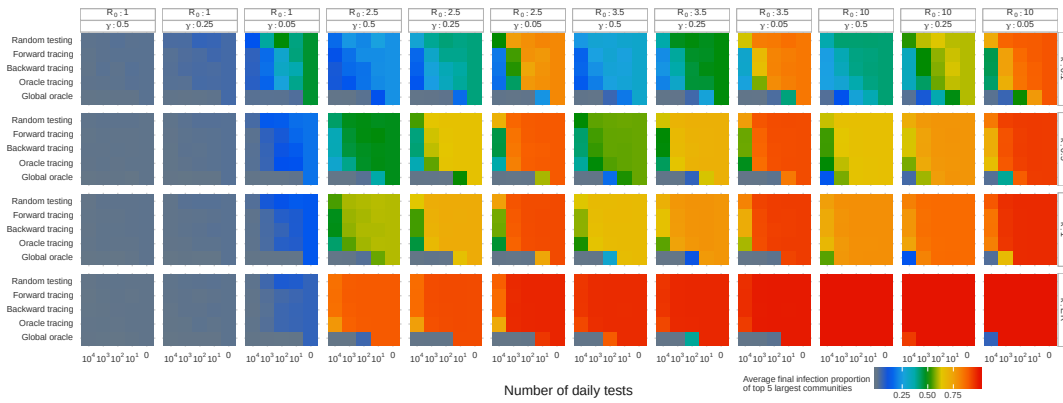 R₀ : 1 R₀ : 1 R₀ : 1 R₀ : 2.5 R₀ : 2.5 R₀ : 2.5 R₀ : 3.5 R₀ : 3.5 R₀ : 3.5 R₀ : 10 R₀ : 10 R₀ : 10
γ : 0.5 γ : 0.25 γ : 0.05 γ : 0.5 γ : 0.25 γ : 0.05 γ : 0.5 γ : 0.25 γ : 0.05 γ : 0.5 γ : 0.25 γ : 0.05
Random testing
Forward tracing
Backward tracing
Oracle tracing
Global oracle
Random testing
Forward tracing
Backward tracing
Oracle tracing
Global oracle
Random testing
Forward tracing
Backward tracing
Oracle tracing
Global oracle
Random testing
Forward tracing
Backward tracing
Oracle tracing
Global oracle
10⁴ 10³ 10² 10¹ 0 10⁴ 10³ 10² 10¹ 0 10⁴ 10³ 10² 10¹ 0 10⁴ 10³ 10² 10¹ 0 10⁴ 10³ 10² 10¹ 0 10⁴ 10³ 10² 10¹ 0 10⁴ 10³ 10² 10¹ 0 10⁴ 10³ 10² 10¹ 0 10⁴ 10³ 10² 10¹ 0 10⁴ 10³ 10² 10¹ 0 10⁴ 10³ 10² 10¹ 0 10⁴ 10³ 10² 10¹ 0
Number of daily tests
Average final infection proportion
of top 5 largest communities
0.25 0.50 0.75